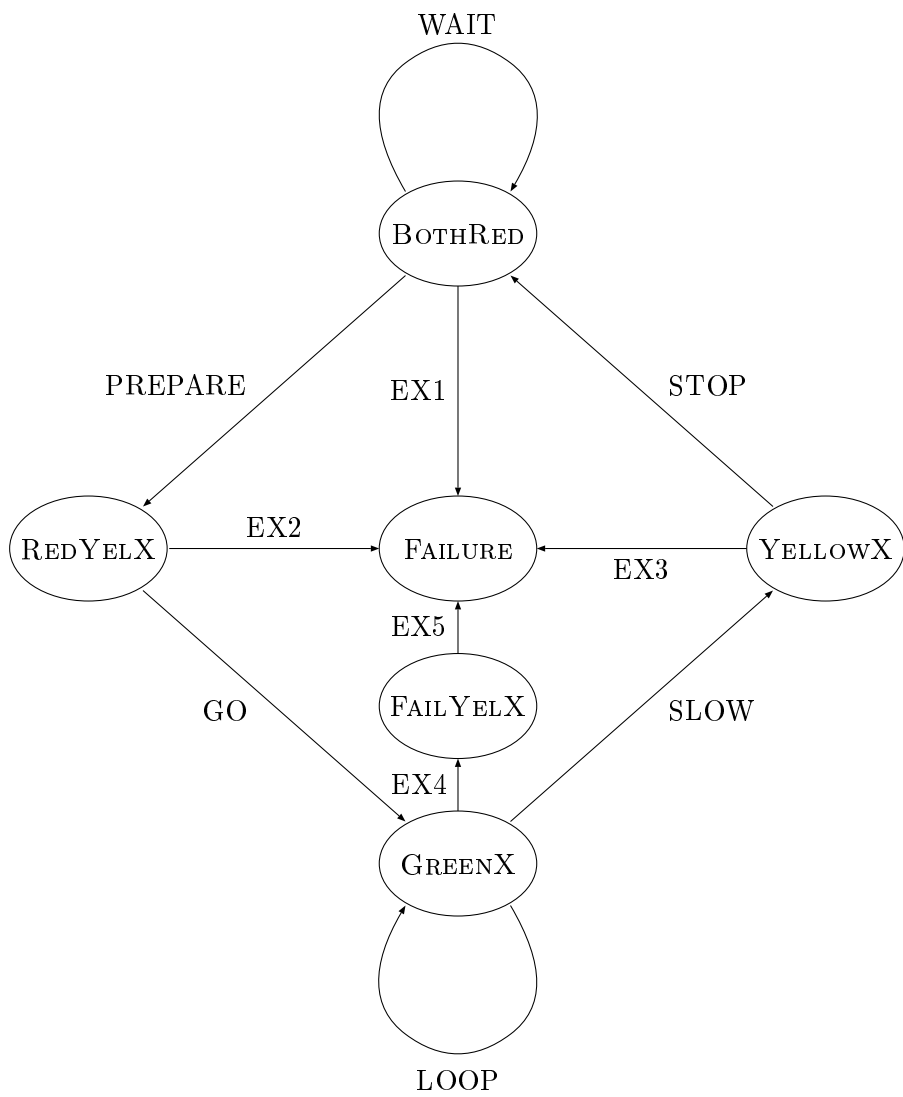 WAIT
BothRed
PREPARE
EX1
STOP
RedYelX
EX2
Failure
EX3
YellowX
EX5
FailYelX
GO
SLOW
EX4
GreenX
LOOP